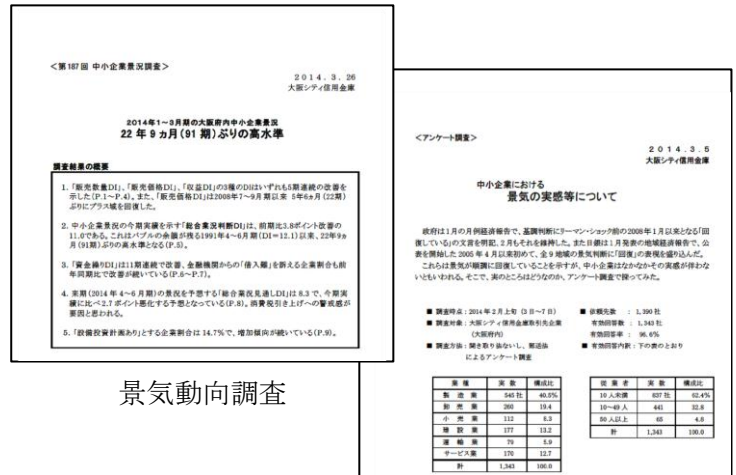 ＜第187回 中小企業景況調査＞
2014．3．26
大阪シティ信用金庫
2014年1～3月期の大阪府内中小企業景況
22年9ヵ月（91期）ぶりの高水準
調査結果の概要
1．「販売数量DI」、「販売価格DI」、「収益DI」の3種のDIはいずれも5期連続の改善を
示した（P.1～P.4）。また、「販売価格DI」は2008年7～9月期以来 5年6ヵ月（22期）
ぶりにプラス域を回復した。
2．中小企業景況の今期実績を示す「総合業況判断DI」は、前期比3.8ポイント改善の
11.0である。これはバブルの余韻が残る1991年4～6月期（DI＝12.1）以来、22年9ヵ
月（91期）ぶりの高水準となる（P.5）。
3．「資金繰りDI」は11期連続で改善、金融機関からの「借入難」を訴える企業割合も前
年同期比で改善が続いている（P.6～P.7）。
4．来期（2014年4～6月期）の景況を予想する「総合業況見通しDI」は8.3で、今期実
績に比べ2.7ポイント悪化する予想となっている（P.8）。消費税引き上げへの警戒感が
要因と思われる。
5．「設備投資計画あり」とする企業割合は14.7%で、増加傾向が続いている（P.9）。
景気動向調査
＜アンケート調査＞
2014．3．5
大阪シティ信用金庫
中小企業における
景気の実感等について
政府は1月の月例経済報告で、基調判断にリーマン・ショック前の2008年1月以来となる「回
復している」の文言を明記、2月もそれを維持した。また日銀は1月発表の地域経済報告で、公
表を開始した2005年4月以来初めて、全9地域の景気判断に「回復」の表現を盛り込んだ。
これらは景気が順調に回復していることを示すが、中小企業はなかなかその実感が伴わな
いともいわれる。そこで、実のところはどうなのか、アンケート調査で探ってみた。
■ 調査時点：2014年2月上旬（3日～7日） ■ 依頼先数 ： 1,390社
■ 調査対象：大阪シティ信用金庫取引先企業 有効回答数 ： 1,343社
（大阪府内） 有効回答率 ： 96.6%
■ 調査方法：聞き取り法ないし、郵送法 ■ 有効回答内訳：下の表のとおり
によるアンケート調査
業種 実数 構成比
製造業 545社 40.5%
卸売業 260 19.4
小売業 112 8.3
建設業 177 13.2
運輸業 79 5.9
サービス業 170 12.7
計 1,343 100.0
従業者 実数 構成比
10人未満 837社 62.4%
10～49人 441 32.8
50人以上 65 4.8
計 1,343 100.0